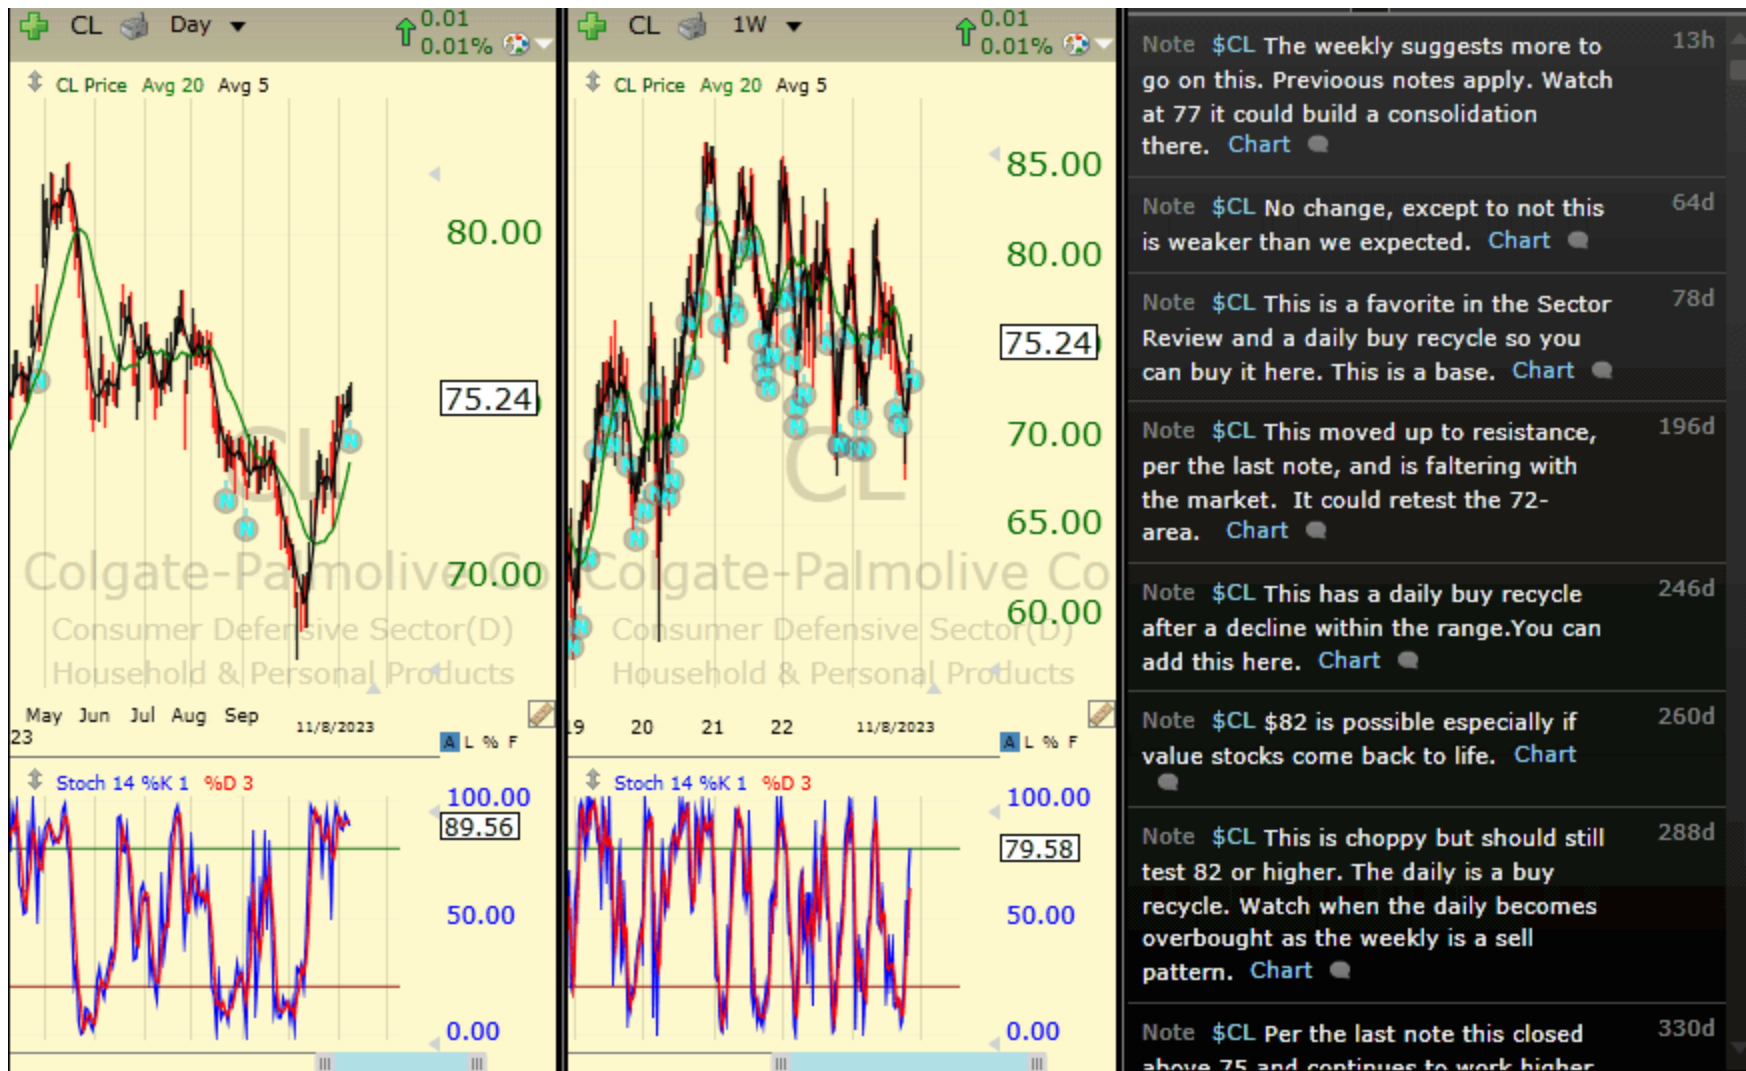 CL Day 0.01
0.01%
CL Price Avg 20 Avg 5
80.00
75.24
70.00
CL
Colgate-Palmolive Co
Consumer Defensive Sector(D)
Household & Personal Products
May Jun Jul Aug Sep 11/8/2023
23
A L % F
Stoch 14 %K 1 %D 3
100.00
89.56
50.00
0.00
CL 1W 0.01
0.01%
CL Price Avg 20 Avg 5
85.00
80.00
75.24
70.00
65.00
60.00
CL
Colgate-Palmolive Co
Consumer Defensive Sector(D)
Household & Personal Products
19 20 21 22 11/8/2023
A L % F
Stoch 14 %K 1 %D 3
100.00
79.58
50.00
0.00
Note $CL The weekly suggests more to 13h
go on this. Previoous notes apply. Watch
at 77 it could build a consolidation
there. Chart
Note $CL No change, except to not this 64d
is weaker than we expected. Chart
Note $CL This is a favorite in the Sector 78d
Review and a daily buy recycle so you
can buy it here. This is a base. Chart
Note $CL This moved up to resistance, 196d
per the last note, and is faltering with
the market. It could retest the 72-
area. Chart
Note $CL This has a daily buy recycle 246d
after a decline within the range.You can
add this here. Chart
Note $CL $82 is possible especially if 260d
value stocks come back to life. Chart
Note $CL This is choppy but should still 288d
test 82 or higher. The daily is a buy
recycle. Watch when the daily becomes
overbought as the weekly is a sell
pattern. Chart
Note $CL Per the last note this closed 330d
above 75 and continues to work higher